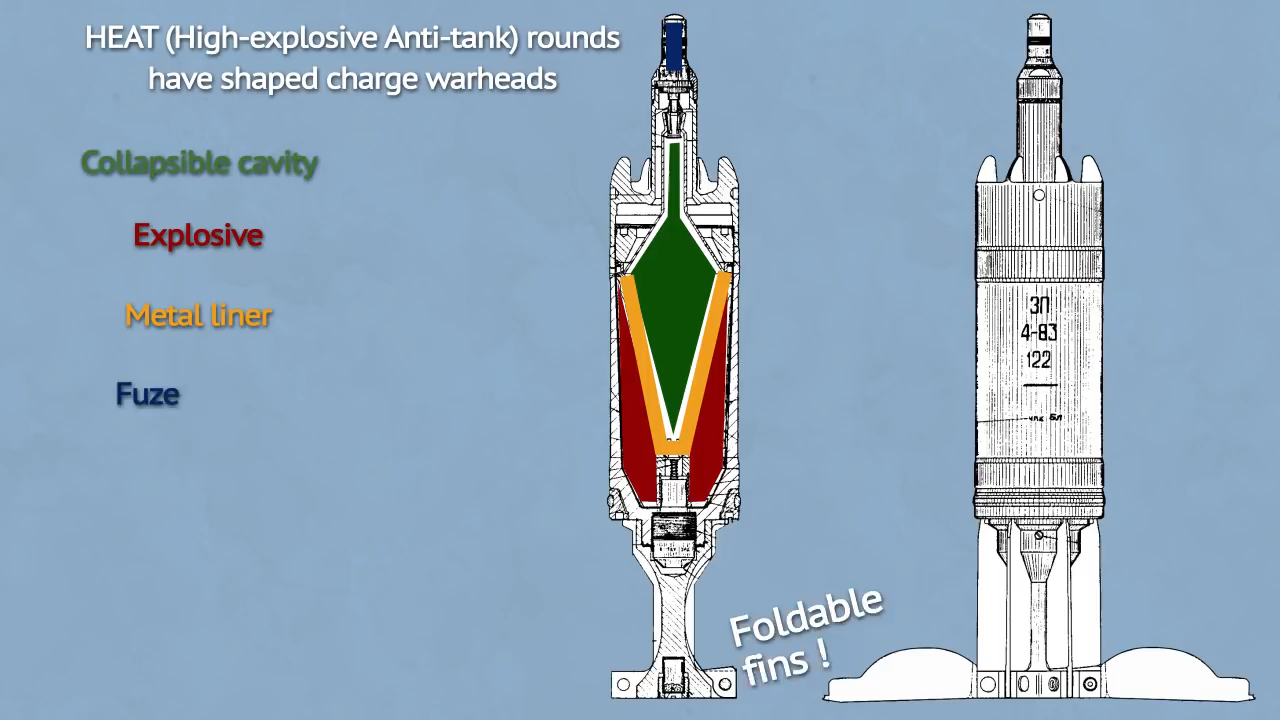 HEAT (High-explosive Anti-tank) rounds
have shaped charge warheads
Collapsible cavity
Explosive
Metal liner
Fuze
Foldable
fins !
ЗП
4-83
122